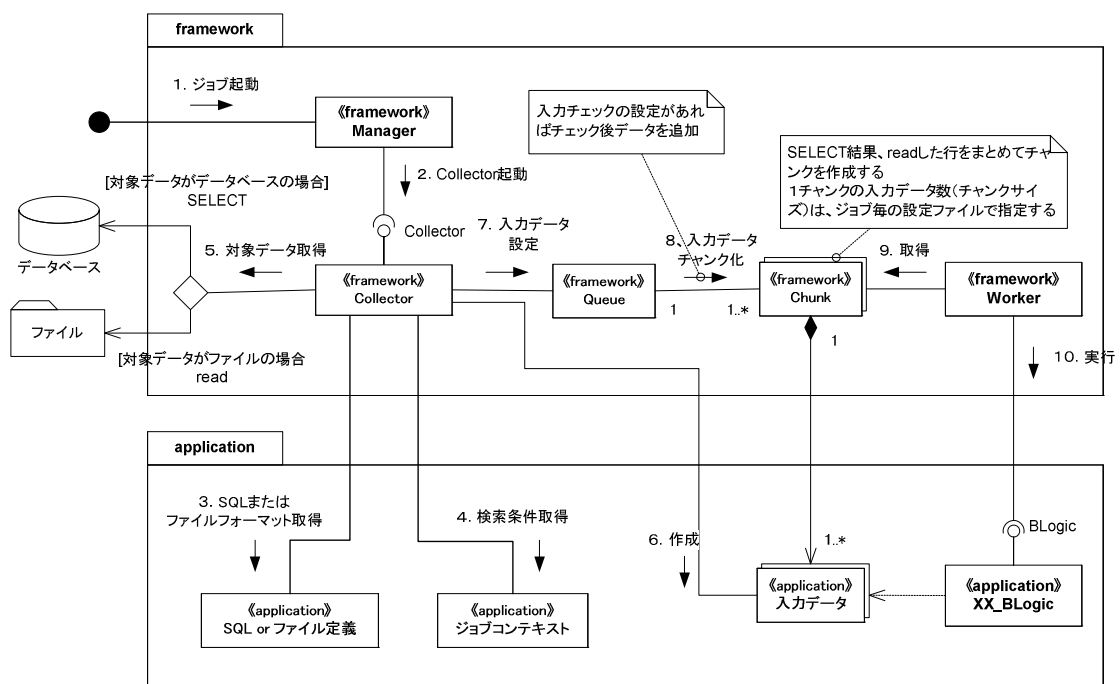 framework
1. ジョブ起動
《framework》
Manager
入力チェックの設定があれ
ばチェック後データを追加
SELECT結果、readした行をまとめてチャ
ンクを作成する
1チャンクの入力データ数(チャンクサイ
ズ)は、ジョブ毎の設定ファイルで指定する
2. Collector起動
[対象データがデータベースの場合]
SELECT
データベース
Collector
5. 対象データ取得
7. 入力データ
設定
8、入力データ
チャンク化
9. 取得
《framework》
Collector
《framework》
Queue
1
1..*
《framework》
Chunk
1
《framework》
Worker
ファイル
[対象データがファイルの場合
read
10. 実行
application
3. SQLまたは
ファイルフォーマット取得
4. 検索条件取得
6. 作成
1..*
BLogic
《application》
SQL or ファイル定義
《application》
ジョブコンテキスト
《application》
入力データ
《application》
XX_BLogic